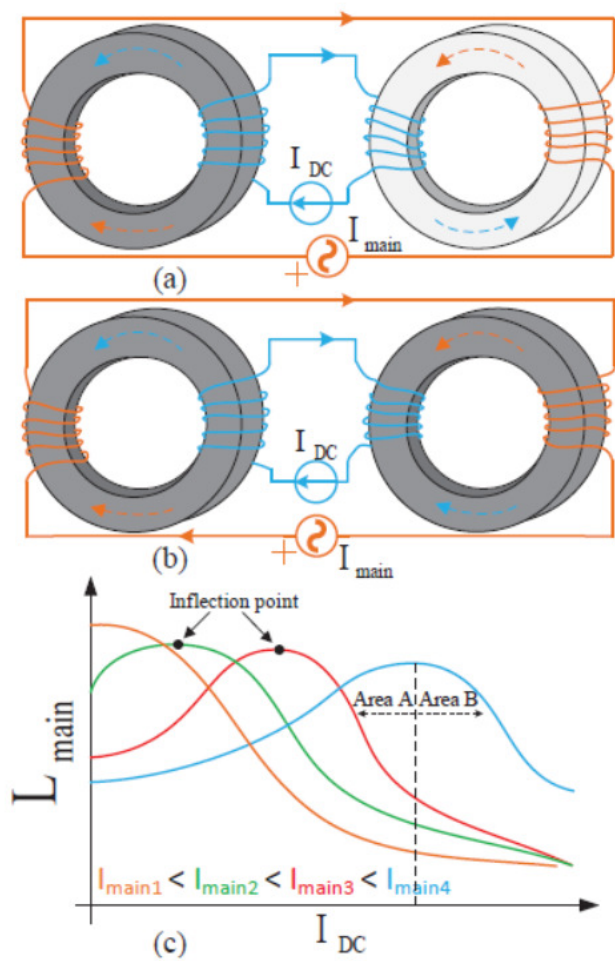 I DC
I main
+
(a)
I DC
+
I main
(b)
Inflection point
Area A Area B
L main
I main1 < I main2 < I main3 < I main4
(c)
I DC